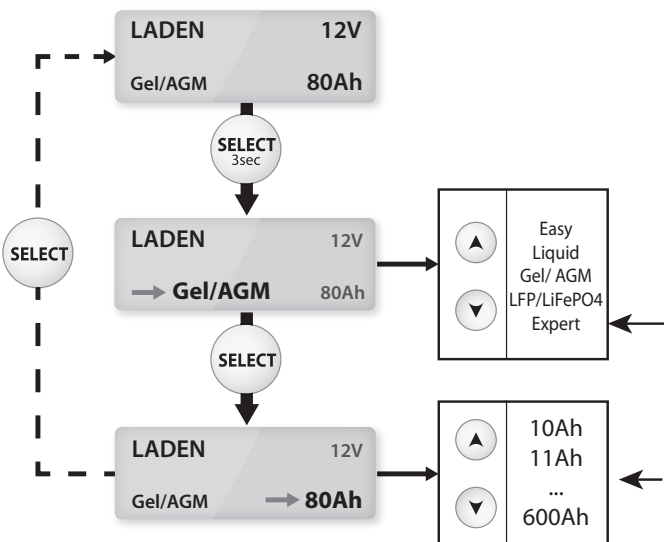 LADEN 12V
Gel/AGM 80Ah
SELECT
3sec
SELECT
LADEN 12V
Gel/AGM 80Ah
Easy
Liquid
Gel/ AGM
LFP/LiFePO4
Expert
SELECT
LADEN 12V
Gel/AGM 80Ah
10Ah
11Ah
...
600Ah